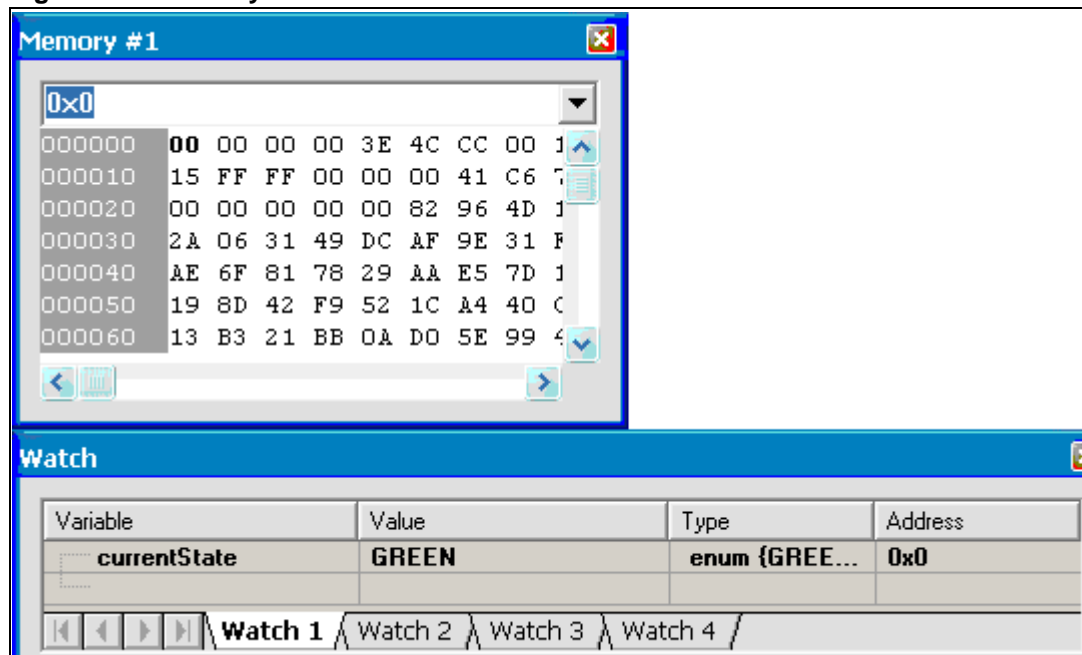 Memory #1
0x0
000000 00 00 00 00 3E 4C CC 00
000010 15 FF FF 00 00 00 41 C6
000020 00 00 00 00 00 82 96 4D
000030 2A 06 31 49 DC AF 9E 31
000040 AE 6F 81 78 29 AA E5 7D
000050 19 8D 42 F9 52 1C A4 40
000060 13 B3 21 BB 0A D0 5E 99
Watch
Variable Value Type Address
currentState GREEN enum {GREE... 0x0
Watch 1 Watch 2 Watch 3 Watch 4